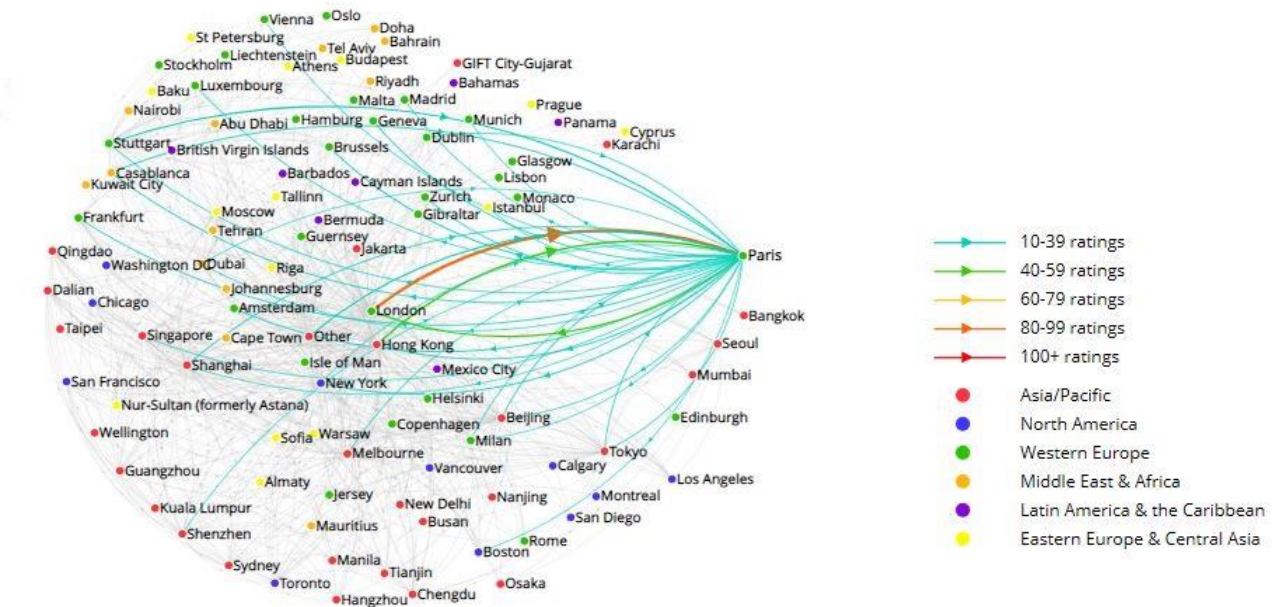 Vienna
Oslo
Doha
St Petersburg
Bahrain
Tel Aviv
Liechtenstein
Budapest
Stockholm
Athens
GIFT City-Gujarat
Riyadh
Bahamas
Luxembourg
Baku
Malta
Madrid
Prague
Nairobi
Abu Dhabi
Hamburg
Geneva
Munich
Panama
Cyprus
Dublin
Stuttgart
Karachi
British Virgin Islands
Brussels
Glasgow
Casablanca
Barbados
Lisbon
Kuwait City
Cayman Islands
Tallinn
Zurich
Monaco
Istanbul
Moscow
Gibraltar
Frankfurt
Bermuda
Tehran
Guernsey
Jakarta
Qingdao
Paris
Washington DC
Dubai
Riga
Dalian
Johannesburg
Chicago
Amsterdam
London
Bangkok
Taipei
Singapore
Cape Town
Other
Hong Kong
Seoul
Shanghai
Isle of Man
Mexico City
Mumbai
San Francisco
New York
Helsinki
Nur-Sultan (formerly Astana)
Beijing
Edinburgh
Copenhagen
Wellington
Sofia
Warsaw
Milan
Melbourne
Tokyo
Guangzhou
Vancouver
Calgary
Los Angeles
Almaty
Jersey
Nanjing
Montreal
Kuala Lumpur
New Delhi
San Diego
Busan
Mauritius
Shenzhen
Rome
Boston
Manila
Sydney
Tianjin
Toronto
Osaka
Chengdu
Hangzhou
10-39 ratings
40-59 ratings
60-79 ratings
80-99 ratings
100+ ratings
Asia/Pacific
North America
Western Europe
Middle East & Africa
Latin America & the Caribbean
Eastern Europe & Central Asia